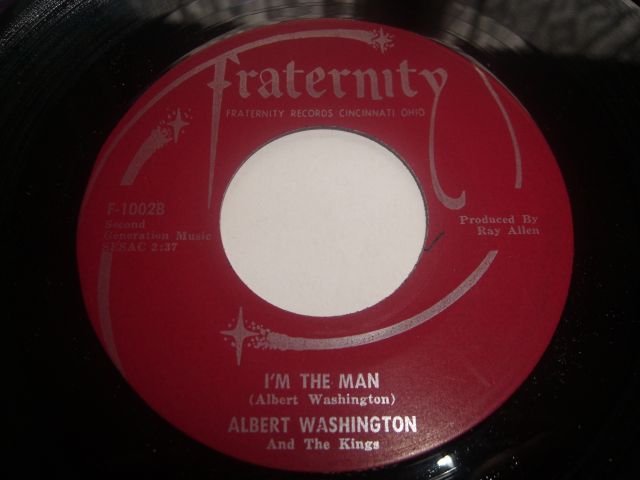 Fraternity
FRATERNITY RECORDS CINCINNATI OHIO
F-1002B
Second
Generation Music
SESAC 2:37
Produced By
Ray Allen
I'M THE MAN
(Albert Washington)
ALBERT WASHINGTON
And The Kings